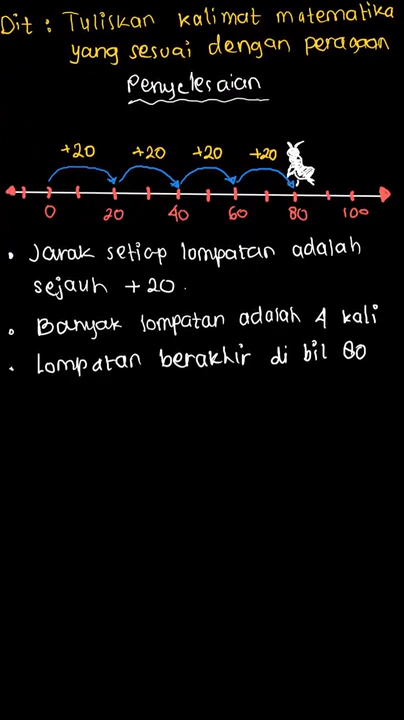 Dit : Tuliskan kalimat matematika
yang sesuai dengan peragaan
Penyelesaian
+20 +20 +20 +20
0 20 40 60 80 100
• Jarak setiap lompatan adalah
sejauh +20.
• Banyak lompatan adalah 4 kali
• Lompatan berakhir di bil 80